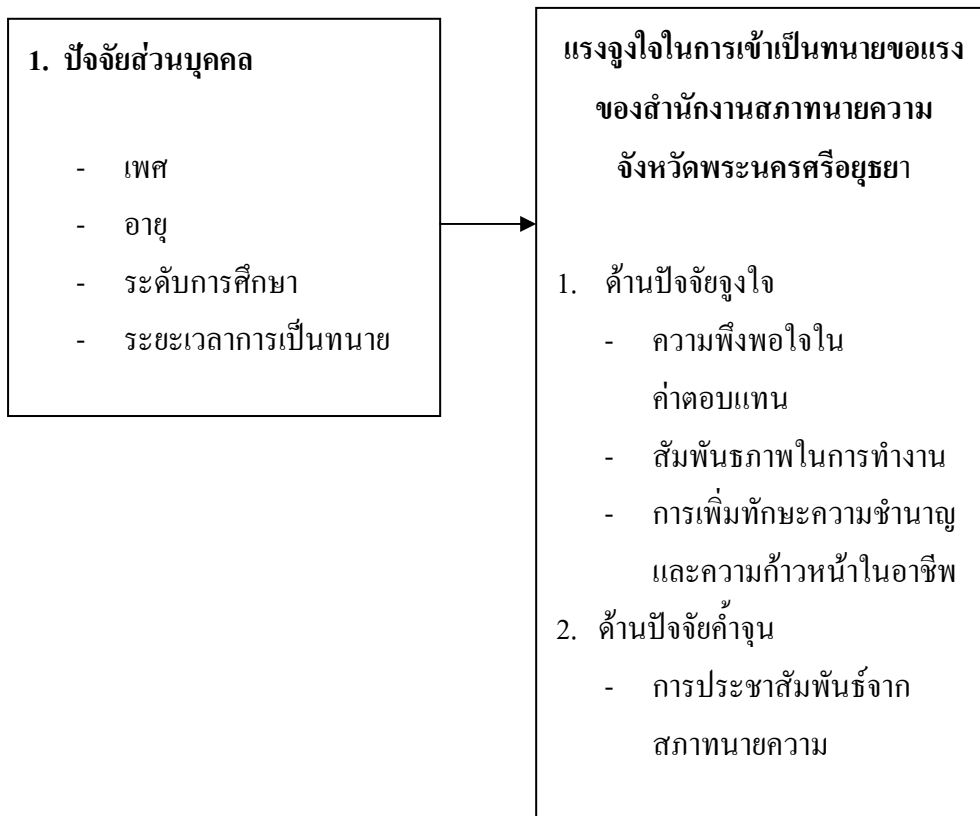 1. ปัจจัยส่วนบุคคล
- เพศ
- อายุ
- ระดับการศึกษา
- ระยะเวลาการเป็นทนาย
แรงจูงใจในการเข้าเป็นทนายขอแรง
ของสำนักงานสภาทนายความ
จังหวัดพระนครศรีอยุธยา
1. ด้านปัจจัยจูงใจ
- ความพึงพอใจใน
ค่าตอบแทน
- สัมพันธภาพในการทำงาน
- การเพิ่มทักษะความชำนาญ
และความก้าวหน้าในอาชีพ
2. ด้านปัจจัยค้ำจุน
- การประชาสัมพันธ์จาก
สภาทนายความ